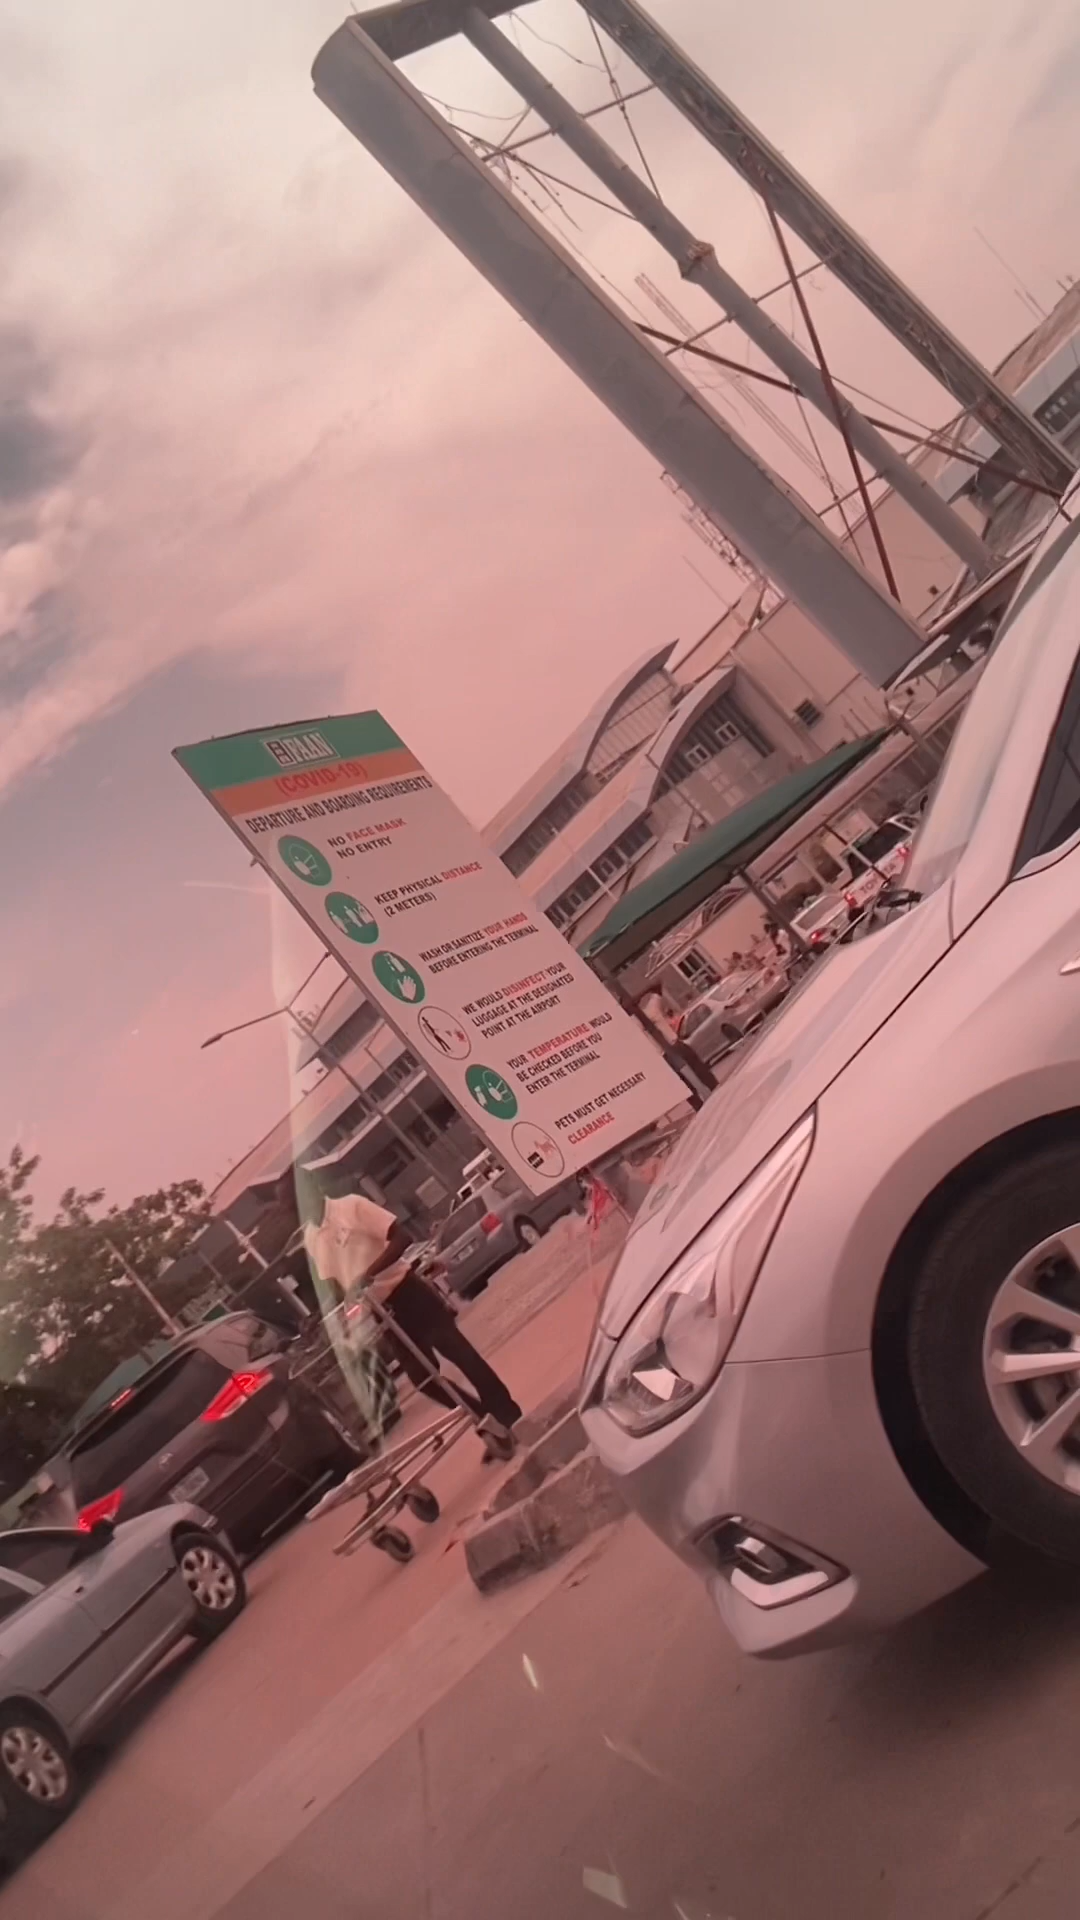 FAAN
(COVID-19)
DEPARTURE AND BOARDING REQUIREMENTS
NO FACE MASK
NO ENTRY
KEEP PHYSICAL DISTANCE
(2 METERS)
WASH OR SANITIZE YOUR HANDS
BEFORE ENTERING THE TERMINAL
WE WOULD DISINFECT YOUR
LUGGAGE AT THE DESIGNATED
POINT AT THE AIRPORT
YOUR TEMPERATURE WOULD
BE CHECKED BEFORE YOU
ENTER THE TERMINAL
PETS MUST GET NECESSARY
CLEARANCE
TOYOTA